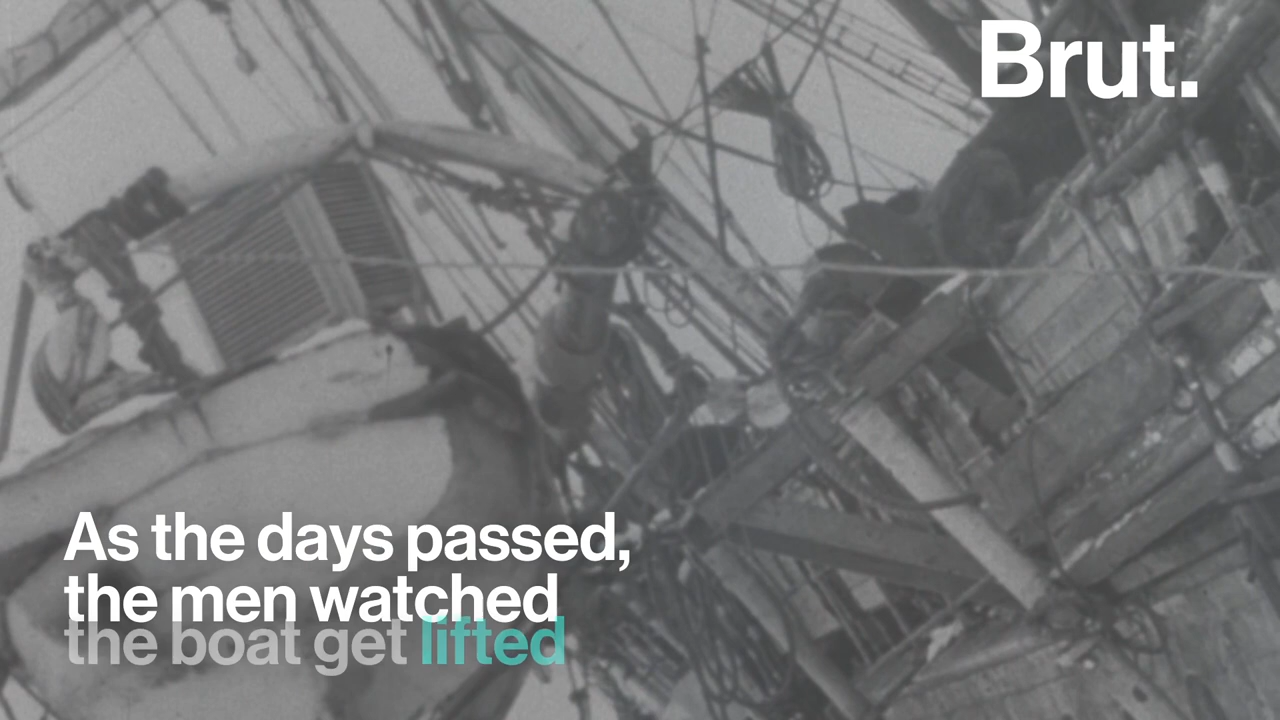 Brut.
As the days passed,
the men watched
the boat get lifted